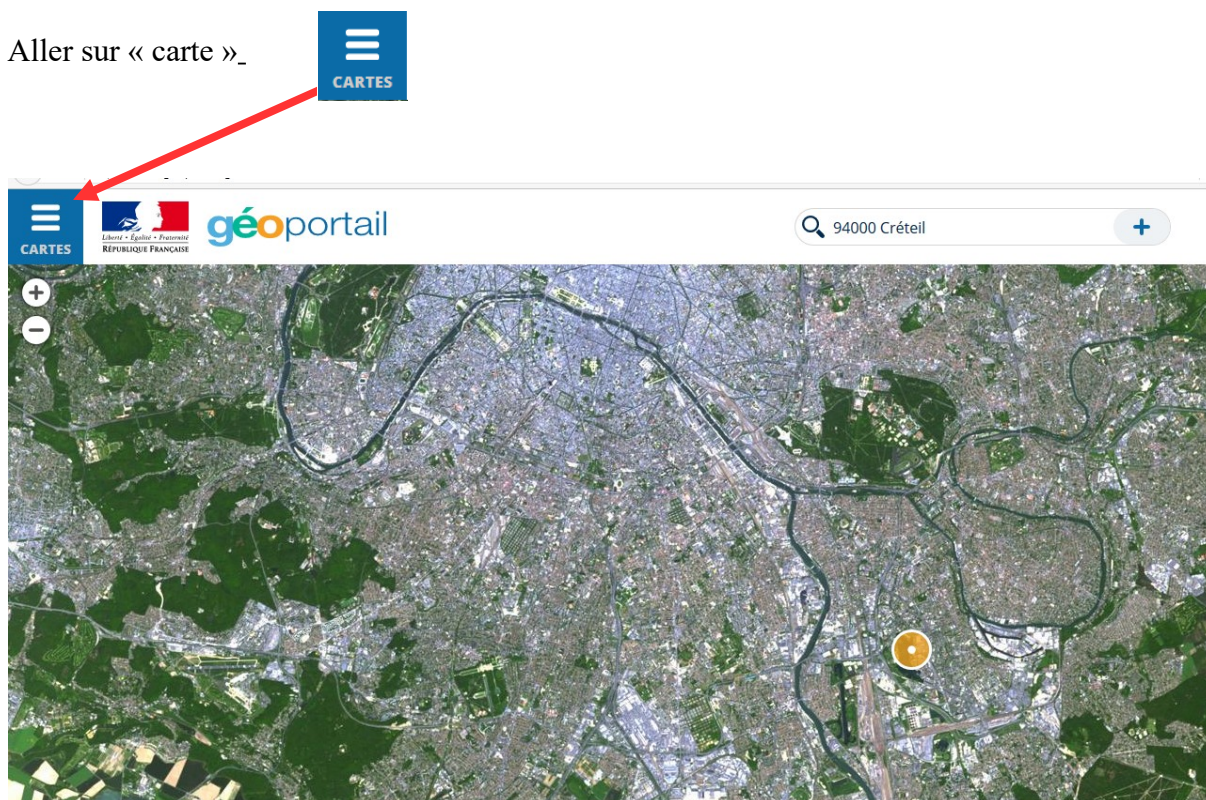 Aller sur « carte »
CARTES
CARTES
Liberté • Égalité • Fraternité
RÉPUBLIQUE FRANÇAISE
géoportail
94000 Créteil